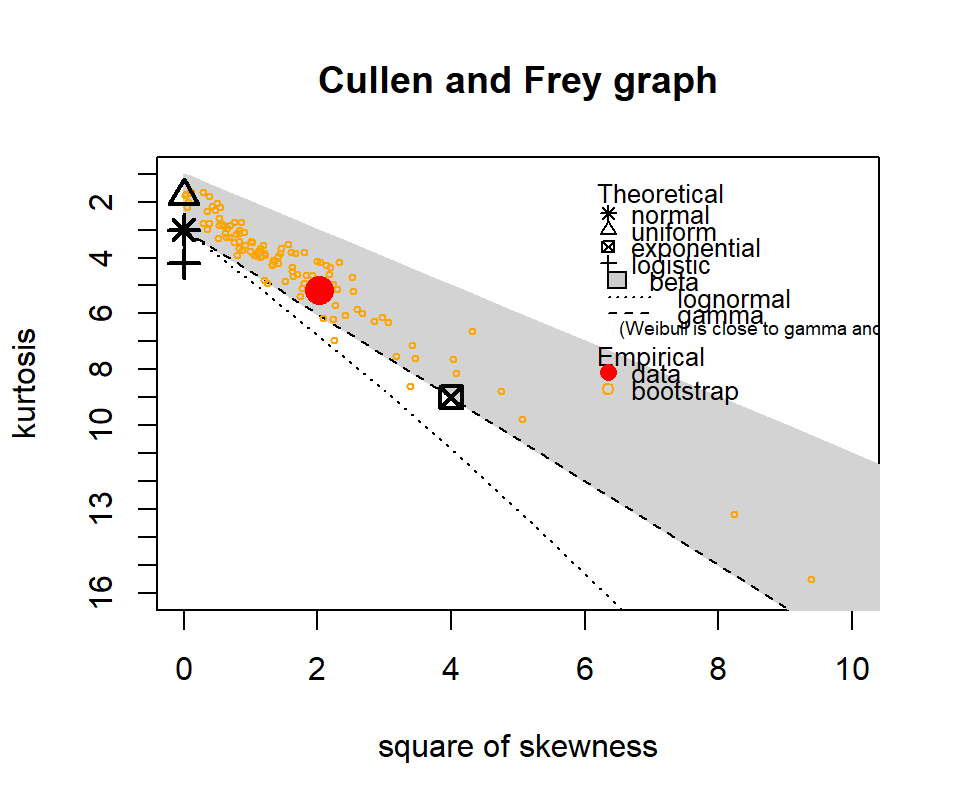 Cullen and Frey graph
kurtosis
2
4
6
8
10
13
16
Theoretical
normal
uniform
exponential
logistic
beta
lognormal
gamma
(Weibull is close to gamma and
Empirical
data
bootstrap
0
2
4
6
8
10
square of skewness